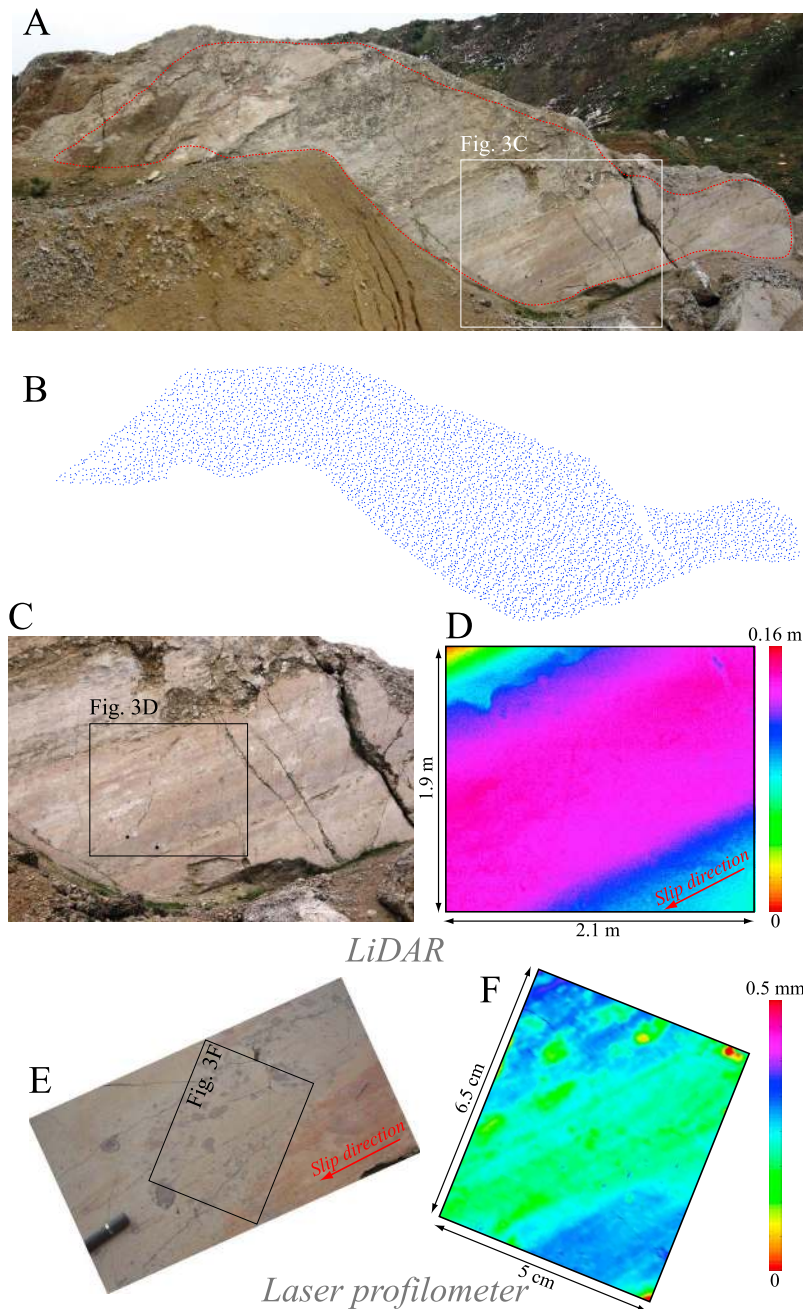 A
Fig. 3C
B
C
Fig. 3D
D
0.16 m
1.9 m
Slip direction
2.1 m
0
LiDAR
E
Fig. 3F
Slip direction
F
0.5 mm
6.5 cm
5 cm
0
Laser profilometer